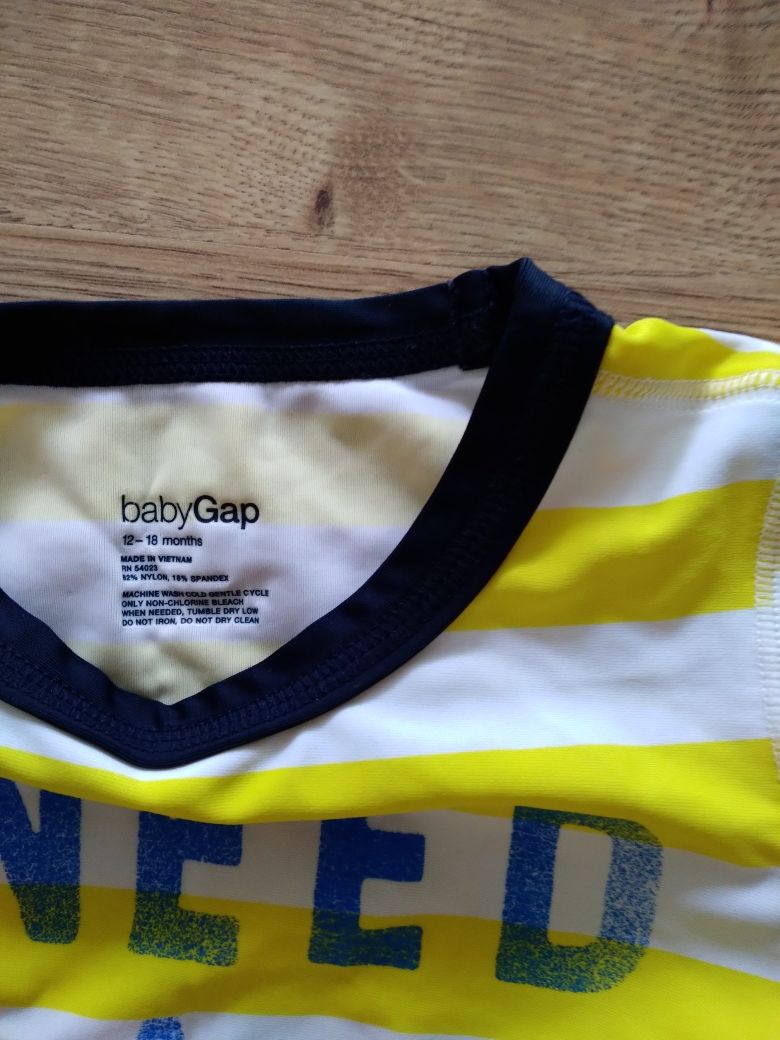 babyGap
12-18 months
MADE IN VIETNAM
RN 54023
82% NYLON, 18% SPANDEX
MACHINE WASH COLD GENTLE CYCLE
ONLY NON-CHLORINE BLEACH
WHEN NEEDED, TUMBLE DRY LOW
DO NOT IRON, DO NOT DRY CLEAN
NEED